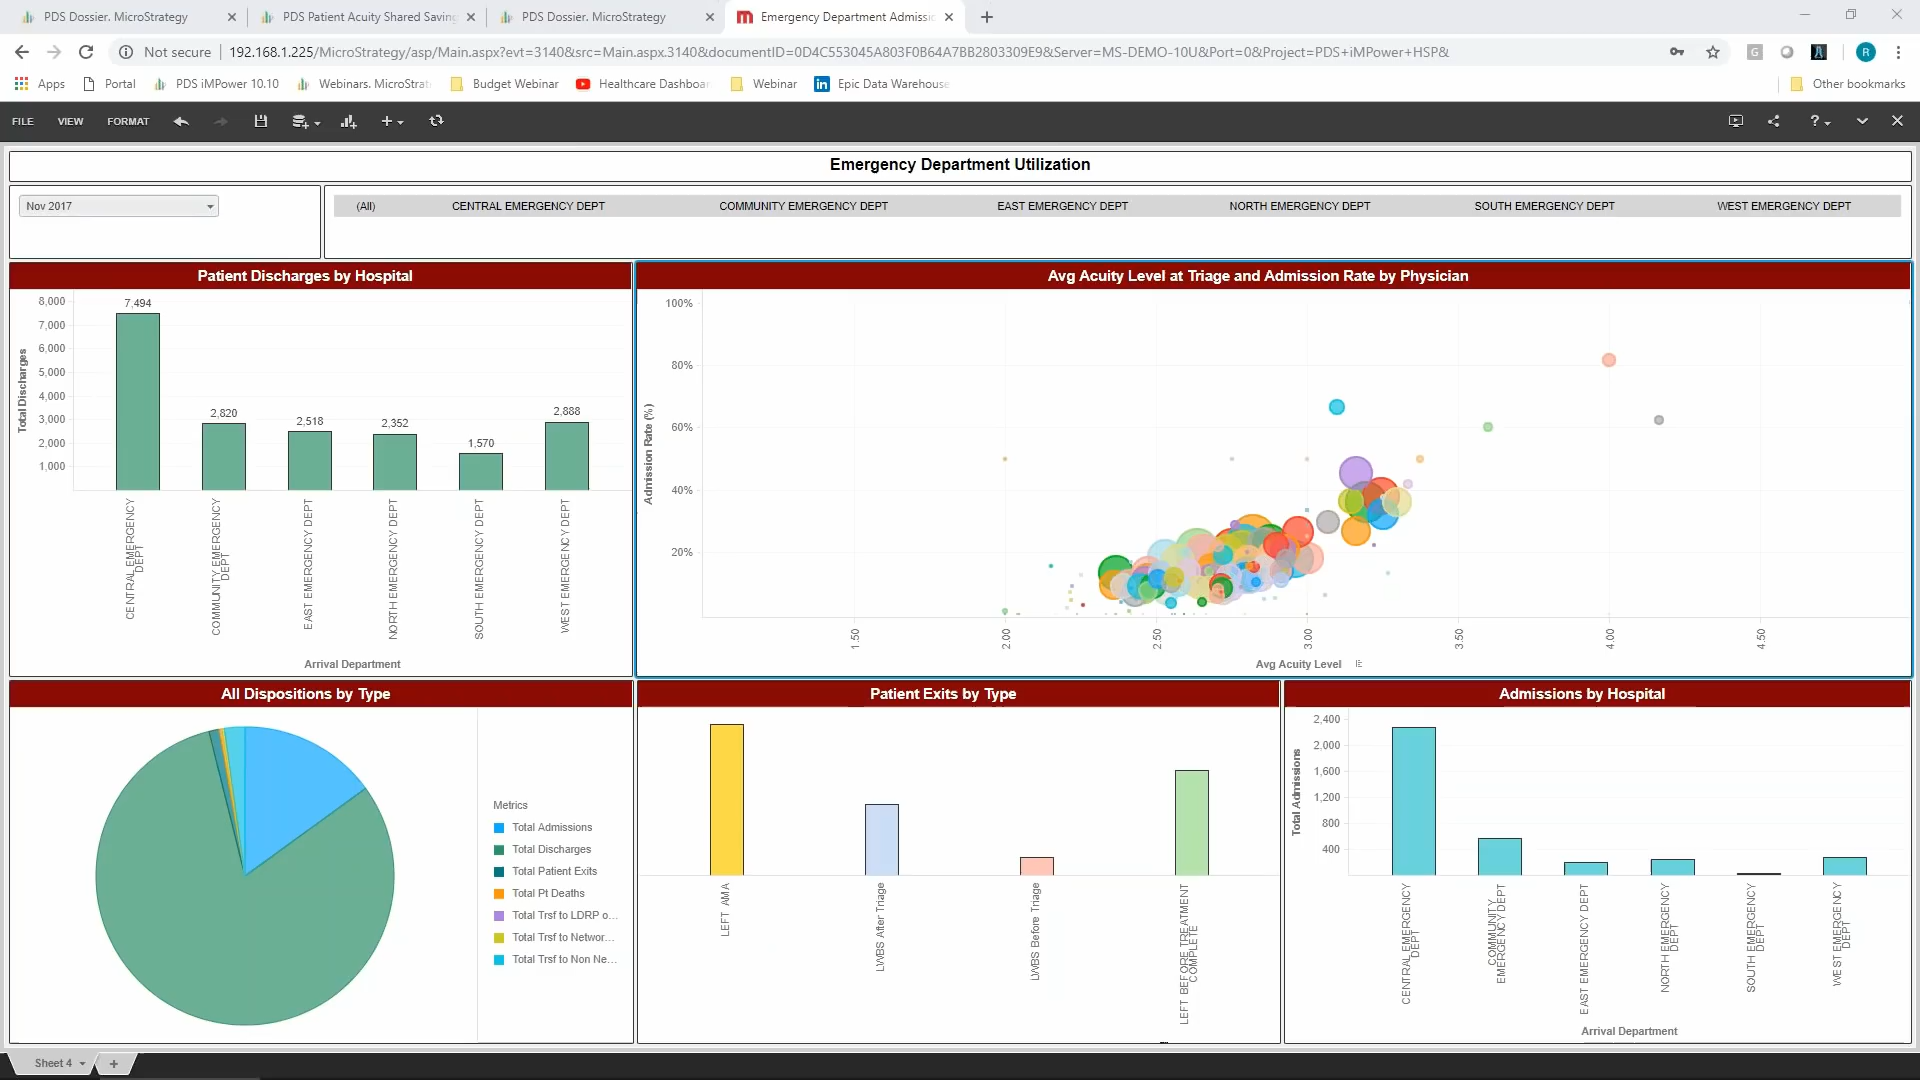 PDS Dossier. MicroStrategy
PDS Patient Acuity Shared Saving
PDS Dossier. MicroStrategy
Emergency Department Admissio
Not secure
192.168.1.225/MicroStrategy/asp/Main.aspx?evt=3140&src=Main.aspx.3140&documentID=0D4C553045A803F0B64A7BB2803309E9&Server=MS-DEMO-10U&Port=0&Project=PDS+iMPower+HSP&
G
R
Apps
Portal
PDS iMPower 10.10
Webinars. MicroStrat
Budget Webinar
Healthcare Dashboar
Webinar
Epic Data Warehouse
Other bookmarks
FILE
VIEW
FORMAT
Emergency Department Utilization
Nov 2017
(All)
CENTRAL EMERGENCY DEPT
COMMUNITY EMERGENCY DEPT
EAST EMERGENCY DEPT
NORTH EMERGENCY DEPT
SOUTH EMERGENCY DEPT
WEST EMERGENCY DEPT
Patient Discharges by Hospital
Total Discharges
8,000
7,000
6,000
5,000
4,000
3,000
2,000
1,000
7,494
2,820
2,518
2,352
1,570
2,888
CENTRAL EMERGENCY
DEPT
COMMUNITY EMERGENCY
DEPT
EAST EMERGENCY DEPT
NORTH EMERGENCY DEPT
SOUTH EMERGENCY DEPT
WEST EMERGENCY DEPT
Arrival Department
Avg Acuity Level at Triage and Admission Rate by Physician
Admission Rate (%)
100%
80%
60%
40%
20%
1.50
2.00
2.50
3.00
3.50
4.00
4.50
Avg Acuity Level
All Dispositions by Type
Metrics
Total Admissions
Total Discharges
Total Patient Exits
Total Pt Deaths
Total Trsf to LDRP o...
Total Trsf to Networ...
Total Trsf to Non Ne...
Patient Exits by Type
LEFT AMA
LWBS After Triage
LWBS Before Triage
LEFT BEFORE TREATMENT
COMPLETE
Admissions by Hospital
Total Admissions
2,400
2,000
1,600
1,200
800
400
CENTRAL EMERGENCY
DEPT
COMMUNITY
EMERGENCY DEPT
EAST EMERGENCY DEPT
NORTH EMERGENCY
DEPT
SOUTH EMERGENCY
DEPT
WEST EMERGENCY
DEPT
Arrival Department
Sheet 4